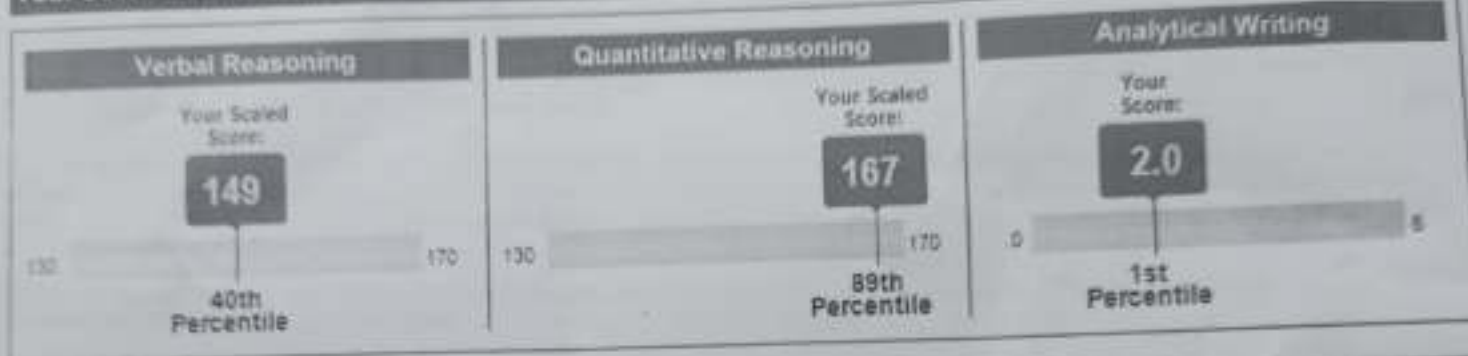 Verbal Reasoning
Your Scaled
Score:
149
130
170
40th
Percentile
Quantitative Reasoning
Your Scaled
Score:
167
130
170
89th
Percentile
Analytical Writing
Your
Score:
2.0
0
6
1st
Percentile